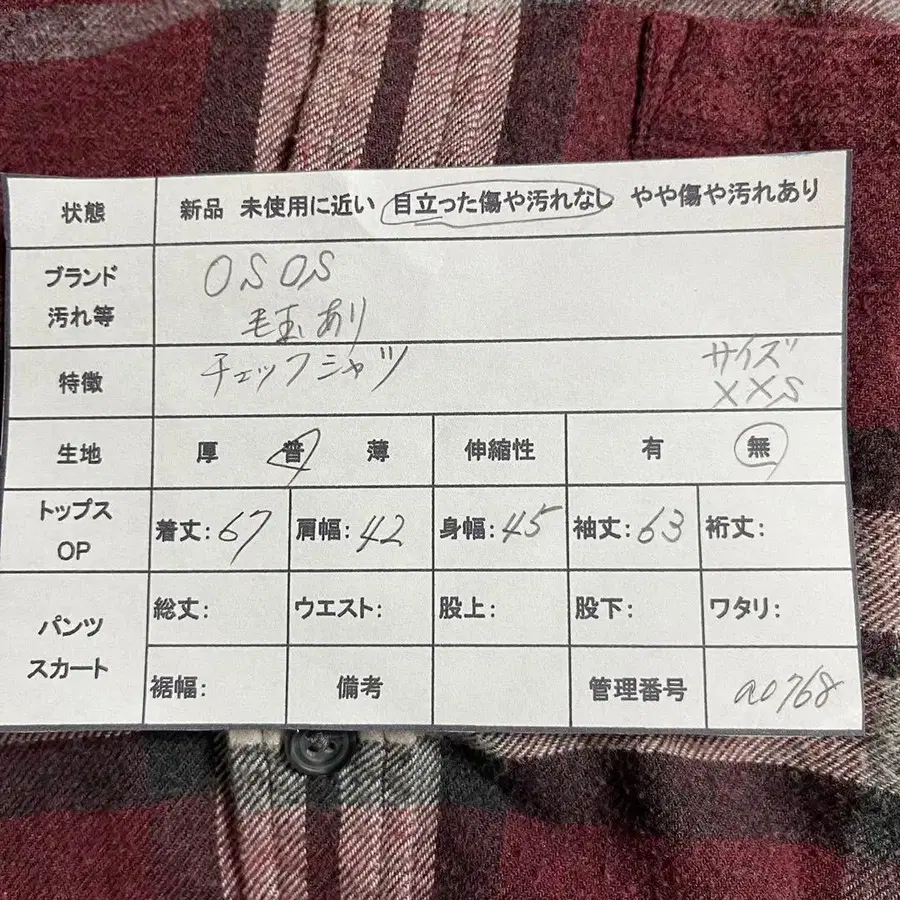 状態 新品 未使用に近い 目立った傷や汚れなし やや傷や汚れあり
ブランド OSOS
汚れ等 毛玉あり
特徴 チェックシャツ サイズ XXS
生地 厚 普 薄 伸縮性 有 無
トップス OP 着丈:67 肩幅:42 身幅:45 袖丈:63 裄丈:
パンツ スカート 総丈: ウエスト: 股上: 股下: ワタリ:
裾幅: 備考 管理番号 a0768